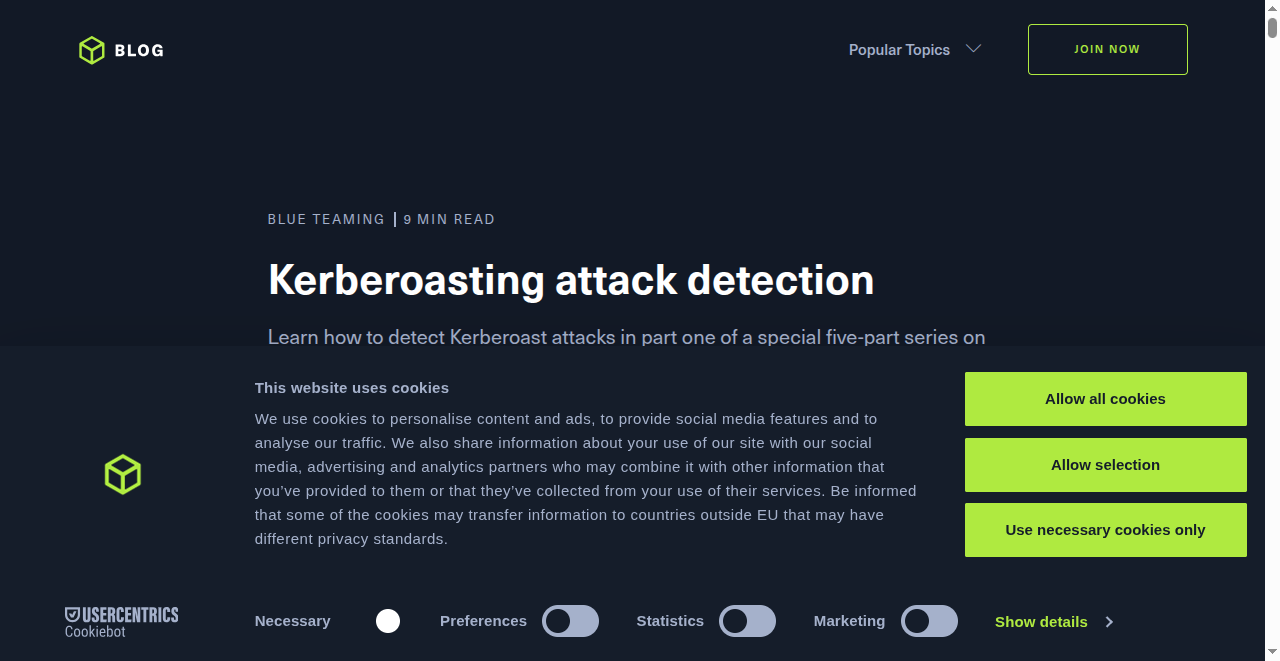 BLOG
Popular Topics
JOIN NOW
BLUE TEAMING | 9 MIN READ
Kerberoasting attack detection
Learn how to detect Kerberoast attacks in part one of a special five-part series on
This website uses cookies
We use cookies to personalise content and ads, to provide social media features and to
analyse our traffic. We also share information about your use of our site with our social
media, advertising and analytics partners who may combine it with other information that
you’ve provided to them or that they’ve collected from your use of their services. Be informed
that some of the cookies may transfer information to countries outside EU that may have
different privacy standards.
Allow all cookies
Allow selection
Use necessary cookies only
USERCENTRICS
Cookiebot
Necessary
Preferences
Statistics
Marketing
Show details